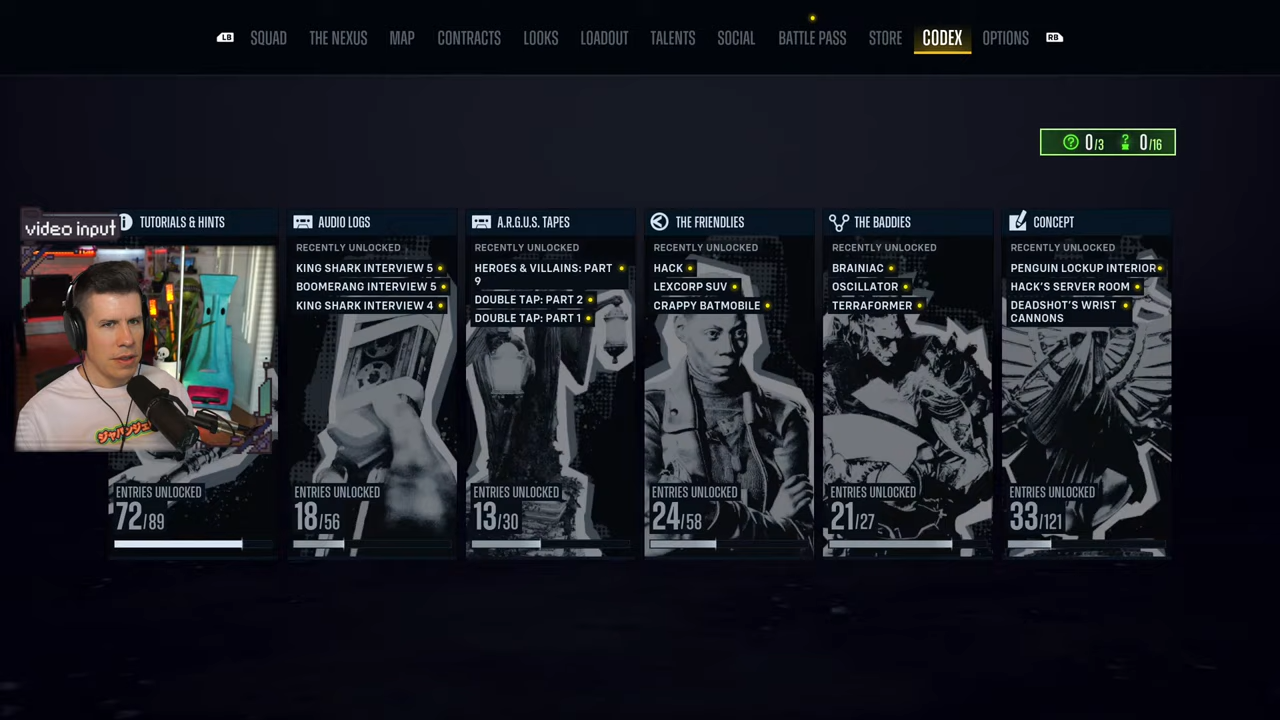 LB SQUAD THE NEXUS MAP CONTRACTS LOOKS LOADOUT TALENTS SOCIAL BATTLE PASS STORE CODEX OPTIONS RB
0/3 0/16
video input
TUTORIALS & HINTS
ENTRIES UNLOCKED
72/89
AUDIO LOGS
RECENTLY UNLOCKED
KING SHARK INTERVIEW 5
BOOMERANG INTERVIEW 5
KING SHARK INTERVIEW 4
ENTRIES UNLOCKED
18/56
A.R.G.U.S. TAPES
RECENTLY UNLOCKED
HEROES & VILLAINS: PART
9
DOUBLE TAP: PART 2
DOUBLE TAP: PART 1
ENTRIES UNLOCKED
13/30
THE FRIENDLIES
RECENTLY UNLOCKED
HACK
LEXCORP SUV
CRAPPY BATMOBILE
ENTRIES UNLOCKED
24/58
THE BADDIES
RECENTLY UNLOCKED
BRAINIAC
OSCILLATOR
TERRAFORMER
ENTRIES UNLOCKED
21/27
CONCEPT
RECENTLY UNLOCKED
PENGUIN LOCKUP INTERIOR
HACK'S SERVER ROOM
DEADSHOT'S WRIST
CANNONS
ENTRIES UNLOCKED
33/121